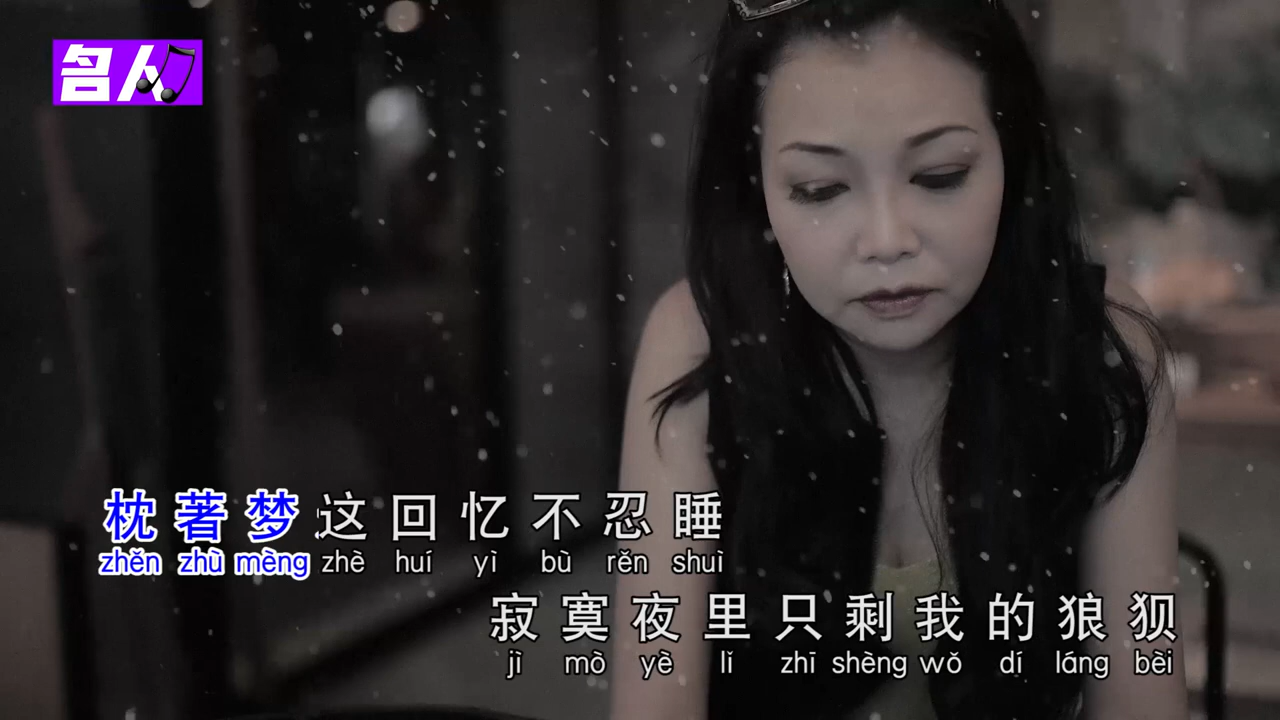 名人
枕著梦这回忆不忍睡
zhěn zhù mèng zhè huí yì bù rěn shuì
寂寞夜里只剩我的狼狈
jì mò yè lǐ zhī shèng wǒ dí láng bèi